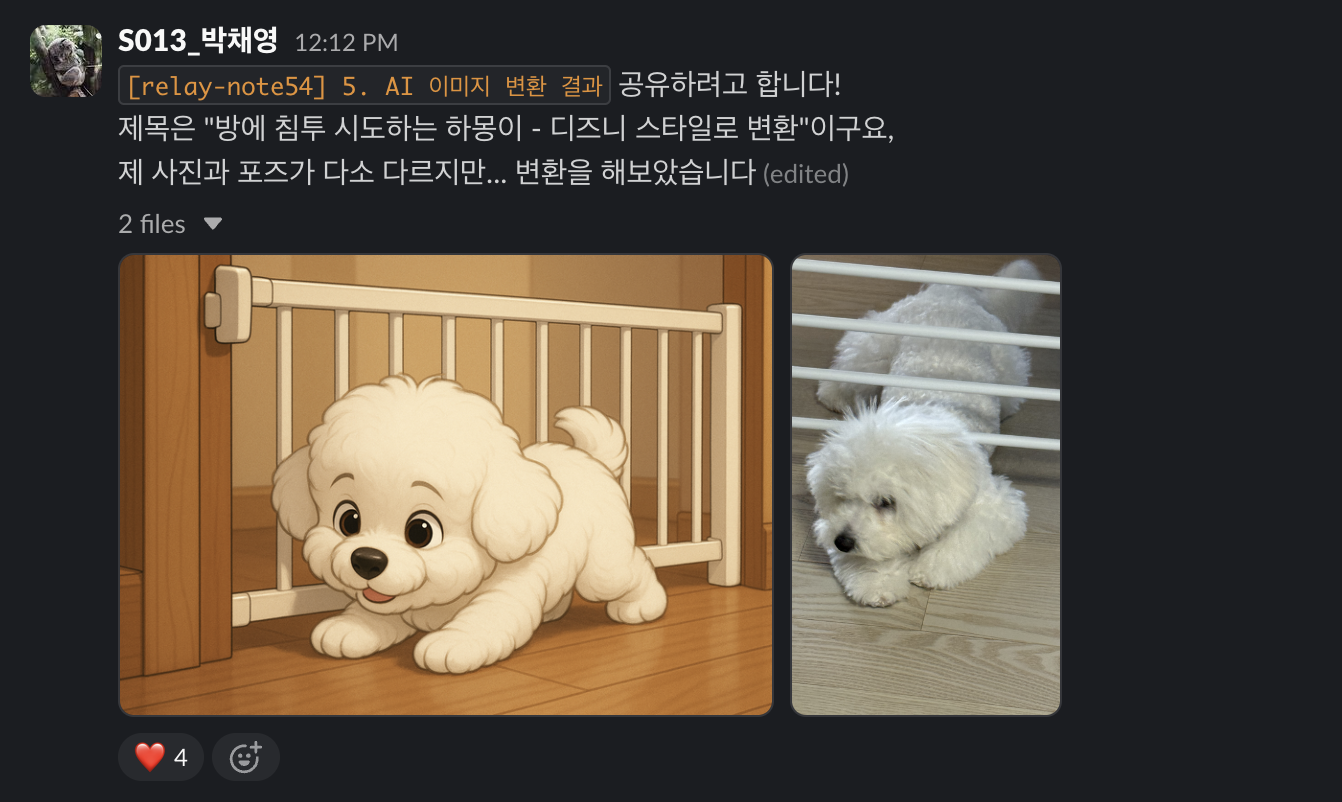 S013_박채영 12:12 PM
[relay-note54] 5. AI 이미지 변환 결과 공유하려고 합니다!
제목은 "방에 침투 시도하는 하몽이 - 디즈니 스타일로 변환"이구요,
제 사진과 포즈가 다소 다르지만... 변환을 해보았습니다 (edited)
2 files
4